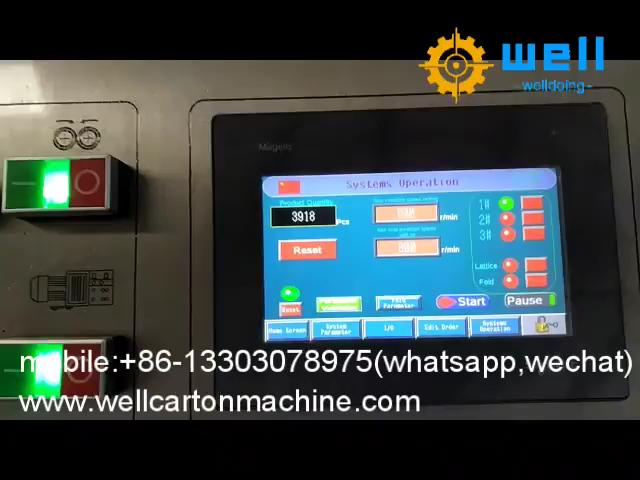 well
-welldoing-
Magelis
Systems Operation
Product Quantity
3918 Pcs
r/min
Reset
r/min
1#
2#
3#
Lattice
Fold
Reset
Start
Pause
Home Screen
System Parameter
I/O
Edit Order
Systems Operation
mobile:+86-13303078975(whatsapp,wechat)
www.wellcartonmachine.com